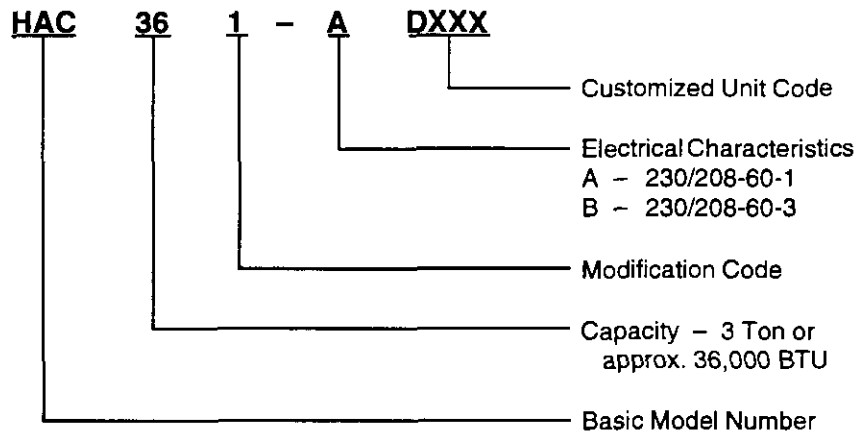 HAC 36 1 – A DXXX
Customized Unit Code
Electrical Characteristics
A – 230/208-60-1
B – 230/208-60-3
Modification Code
Capacity – 3 Ton or
approx. 36,000 BTU
Basic Model Number